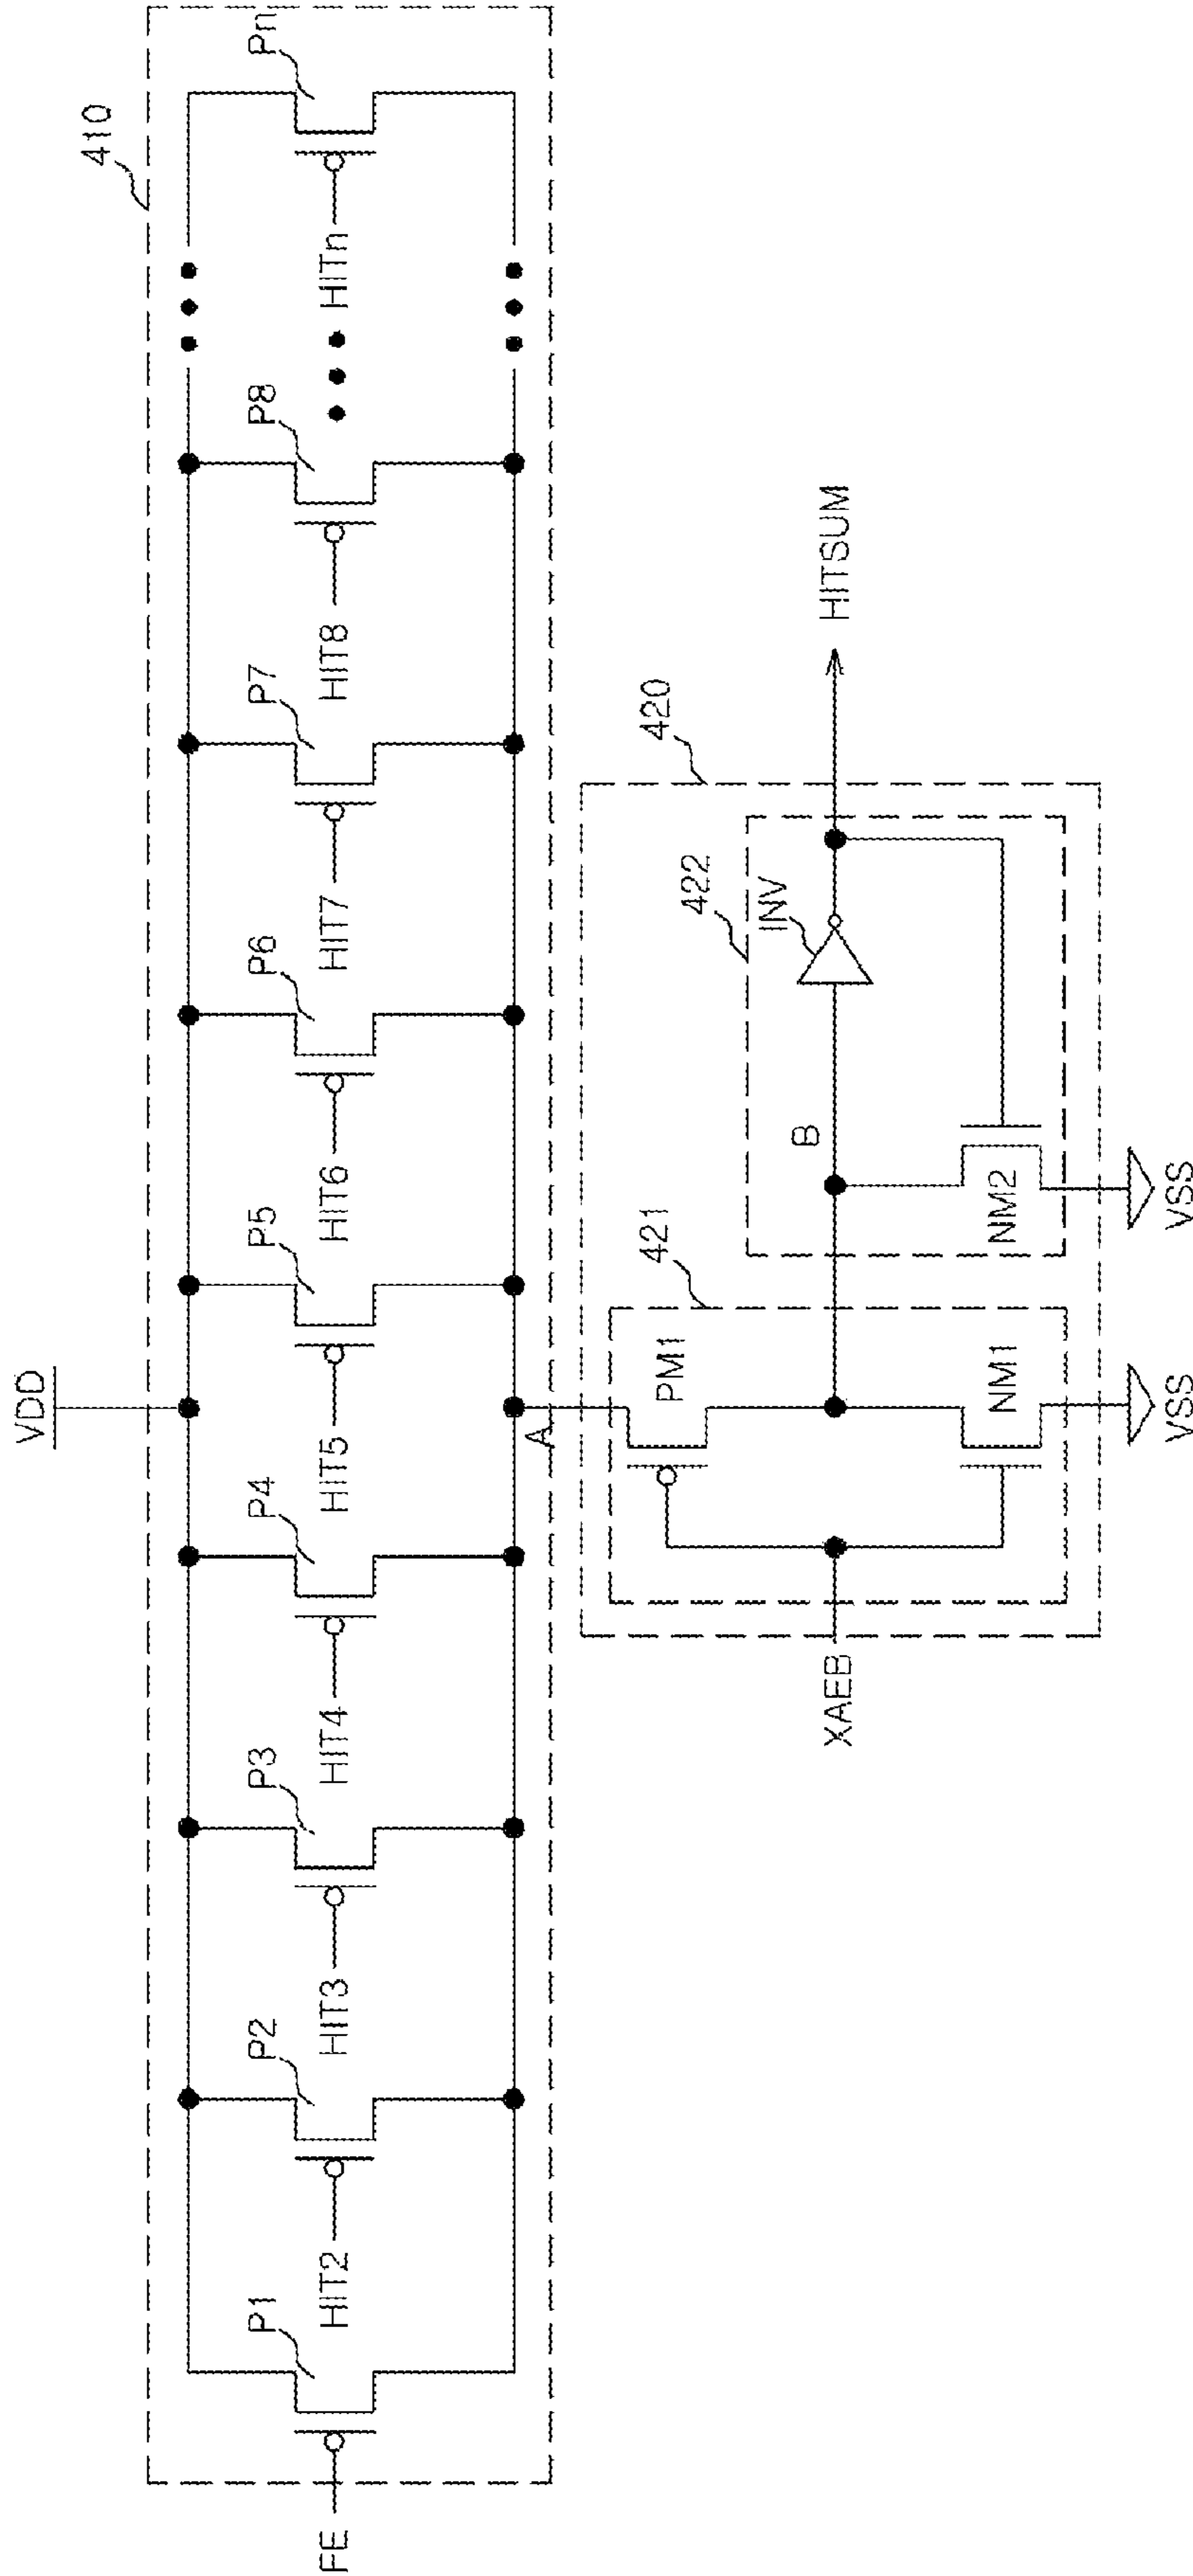 VDD
410
P1
P2
P3
P4
P5
P6
P7
P8
Pn
FE
HIT2
HIT3
HIT4
HIT5
HIT6
HIT7
HIT8
HITn
A
420
421
422
PM1
INV
B
XAEB
HITSUM
NM1
NM2
VSS
VSS